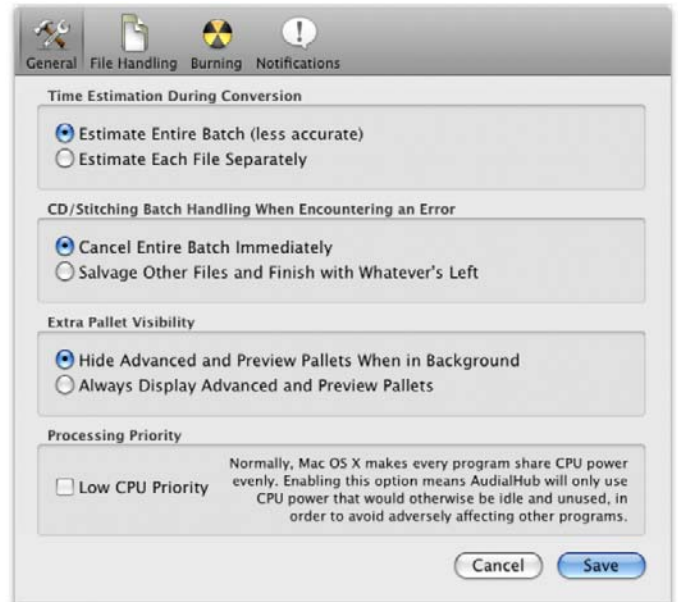 General File Handling Burning Notifications
Time Estimation During Conversion
Estimate Entire Batch (less accurate)
Estimate Each File Separately
CD/Stitching Batch Handling When Encountering an Error
Cancel Entire Batch Immediately
Salvage Other Files and Finish with Whatever's Left
Extra Pallet Visibility
Hide Advanced and Preview Pallets When in Background
Always Display Advanced and Preview Pallets
Processing Priority
Low CPU Priority
Normally, Mac OS X makes every program share CPU power
evenly. Enabling this option means AudialHub will only use
CPU power that would otherwise be idle and unused, in
order to avoid adversely affecting other programs.
Cancel Save